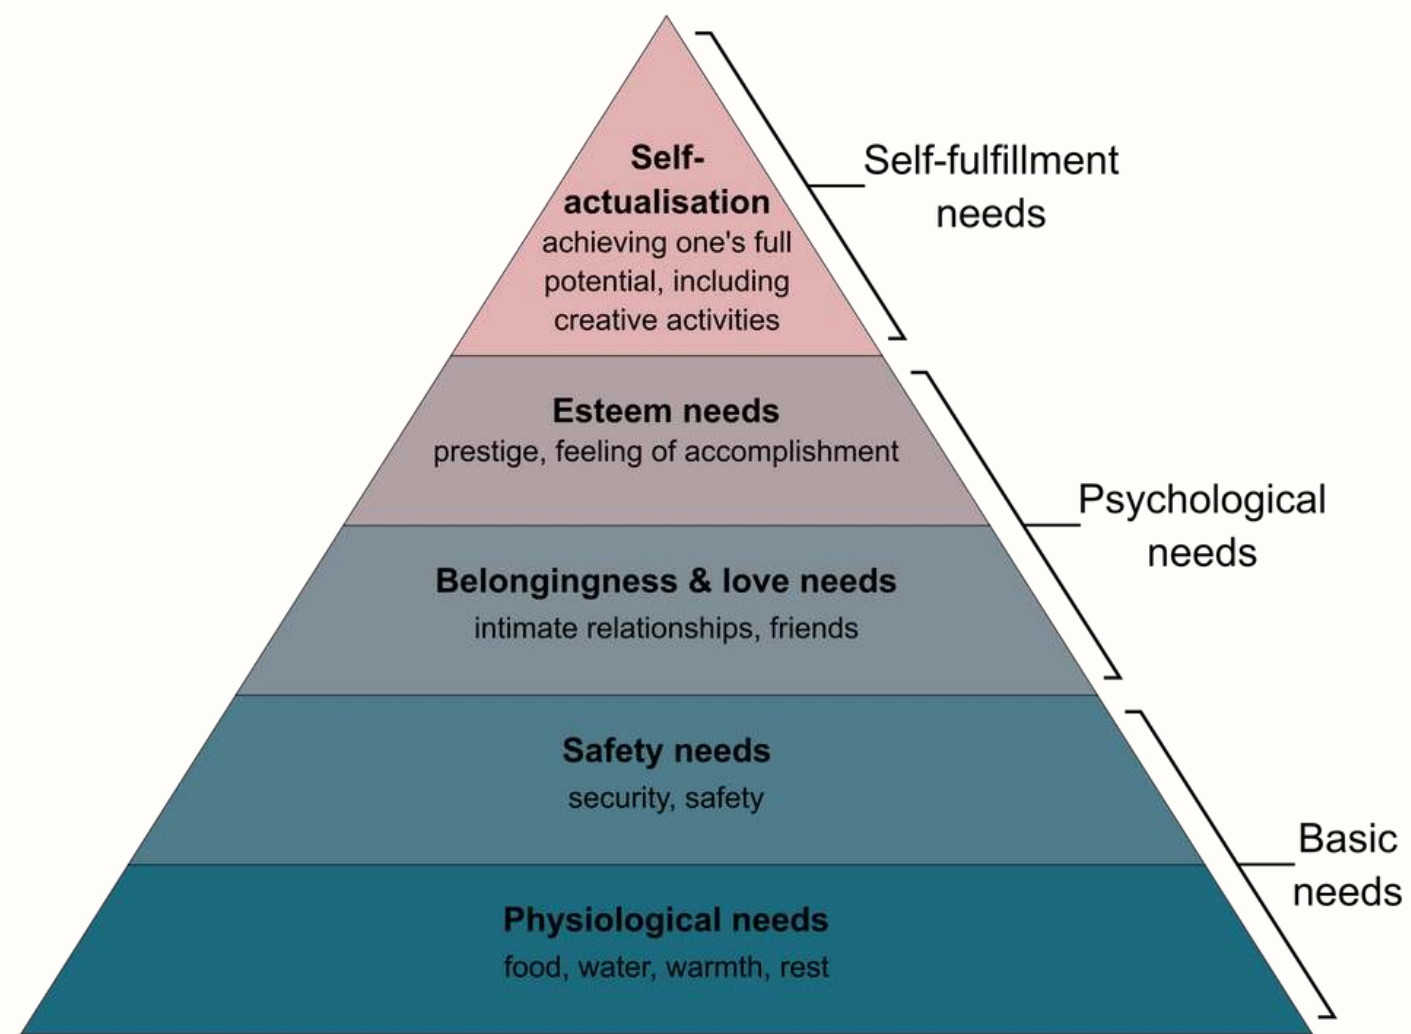 Self-
actualisation
achieving one's full
potential, including
creative activities
Self-fulfillment
needs
Esteem needs
prestige, feeling of accomplishment
Psychological
needs
Belongingness & love needs
intimate relationships, friends
Safety needs
security, safety
Basic
needs
Physiological needs
food, water, warmth, rest